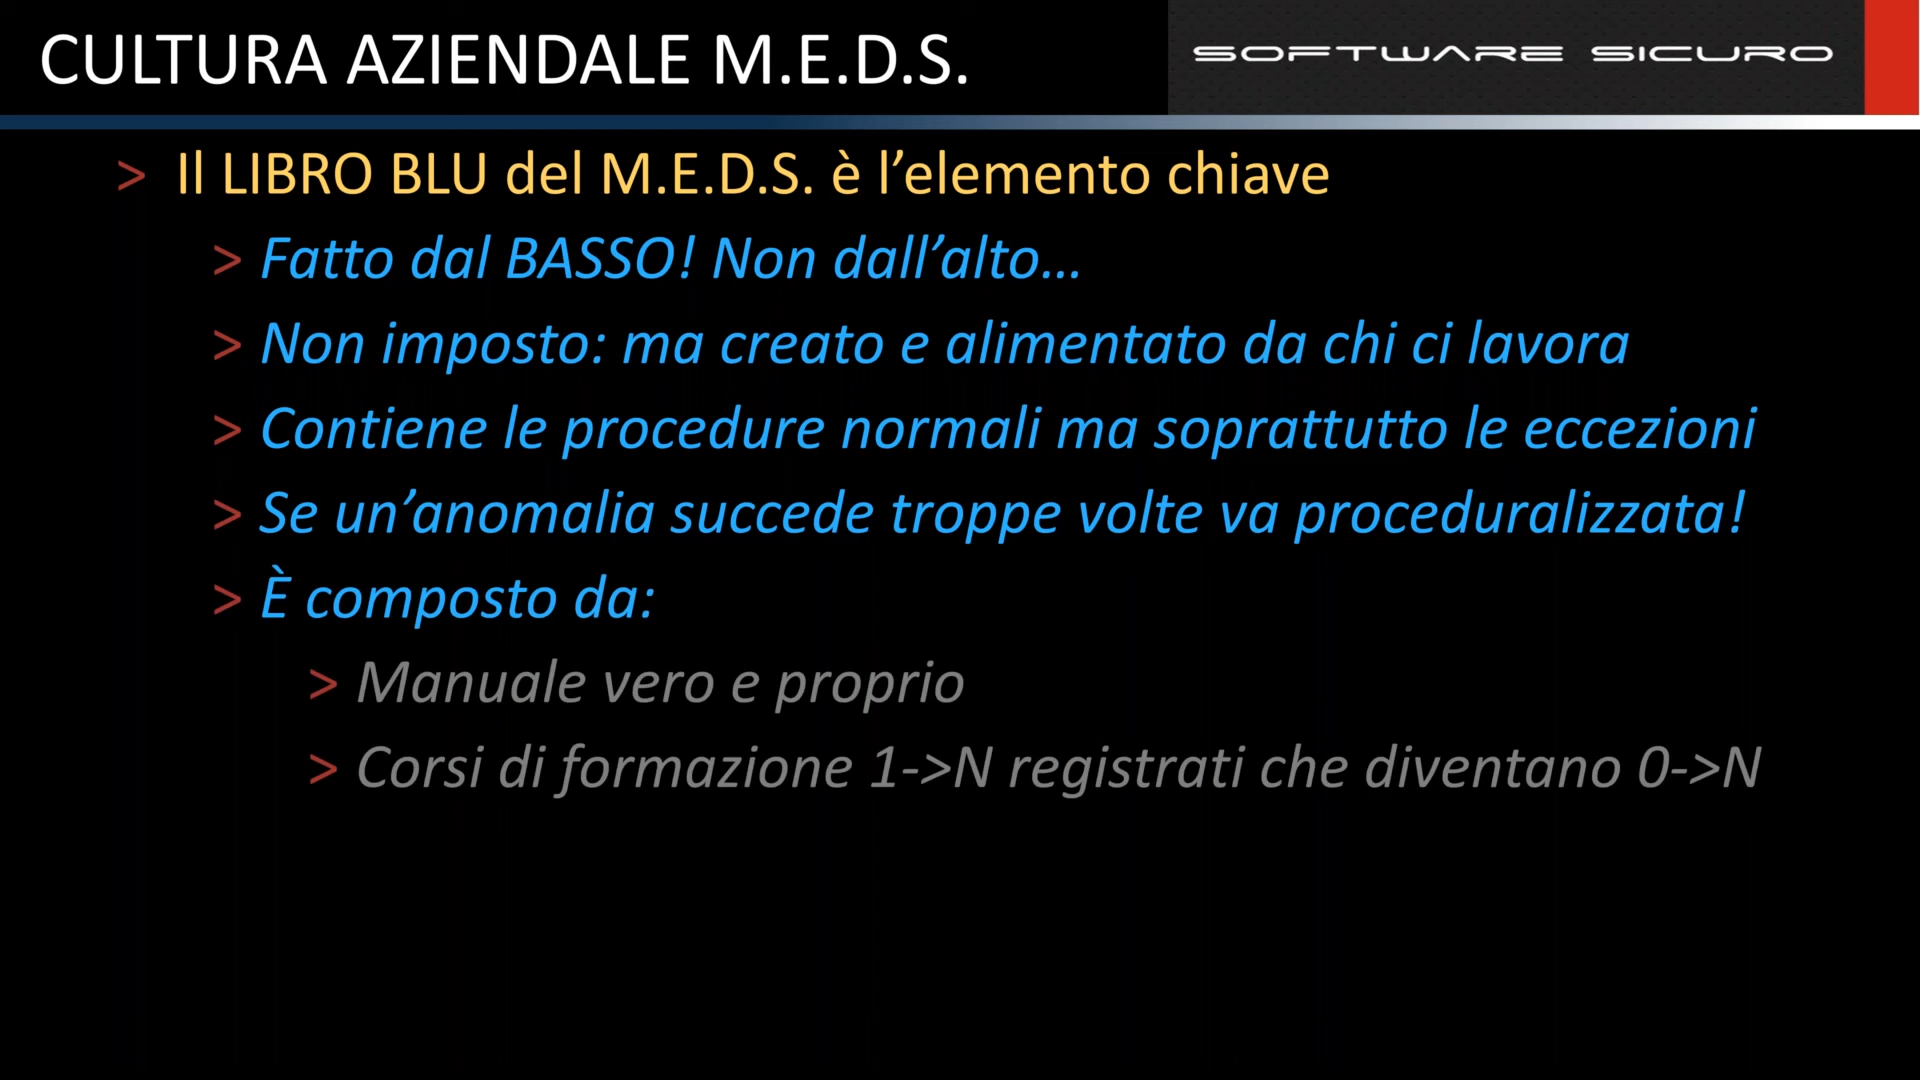 CULTURA AZIENDALE M.E.D.S.
SOFTWARE SICURO
> Il LIBRO BLU del M.E.D.S. è l’elemento chiave
> Fatto dal BASSO! Non dall’alto…
> Non imposto: ma creato e alimentato da chi ci lavora
> Contiene le procedure normali ma soprattutto le eccezioni
> Se un’anomalia succede troppe volte va proceduralizzata!
> È composto da:
> Manuale vero e proprio
> Corsi di formazione 1->N registrati che diventano 0->N